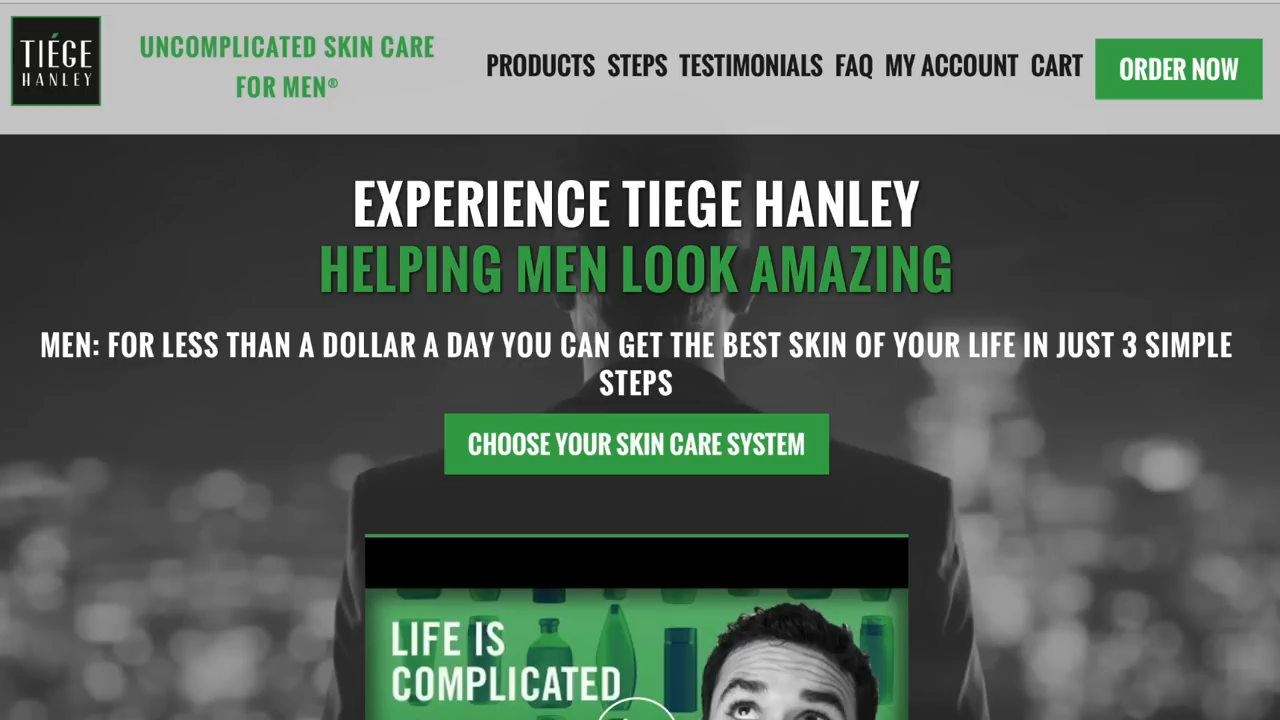 TIÉGE
HANLEY
UNCOMPLICATED SKIN CARE
FOR MEN®
PRODUCTS STEPS TESTIMONIALS FAQ MY ACCOUNT CART
ORDER NOW
EXPERIENCE TIEGE HANLEY
HELPING MEN LOOK AMAZING
MEN: FOR LESS THAN A DOLLAR A DAY YOU CAN GET THE BEST SKIN OF YOUR LIFE IN JUST 3 SIMPLE
STEPS
CHOOSE YOUR SKIN CARE SYSTEM
LIFE IS
COMPLICATED